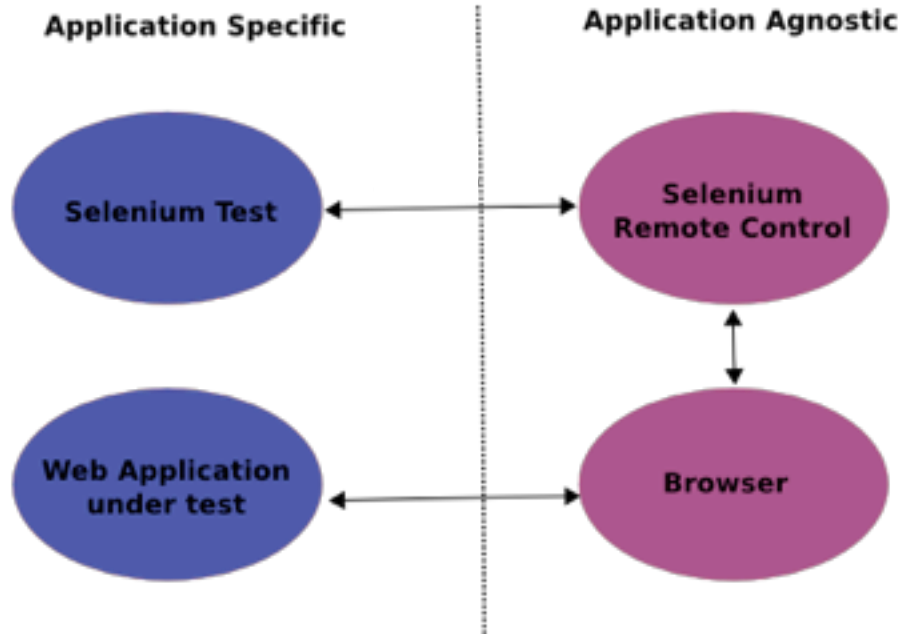 Application Specific
Application Agnostic
Selenium Test
Selenium
Remote Control
Web Application
under test
Browser